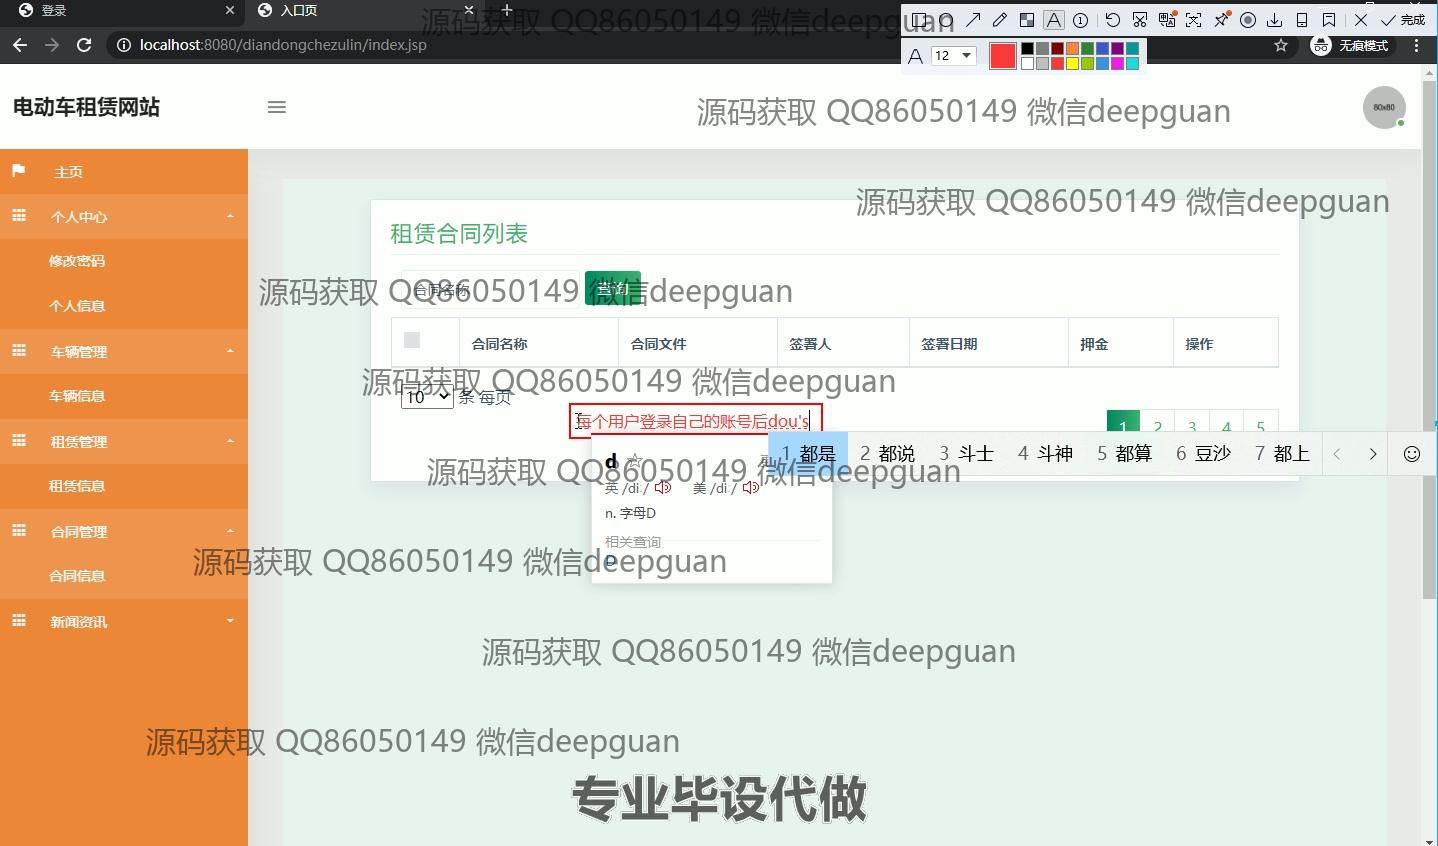 登录
入口页
源码获取 QQ86050149 微信deepguan
完成
localhost:8080/diandongchezulin/index.jsp
无痕模式
A 12
电动车租赁网站
源码获取 QQ86050149 微信deepguan
80x80
主页
个人中心
源码获取 QQ86050149 微信deepguan
租赁合同列表
修改密码
合同名称
查询
源码获取 QQ86050149 微信deepguan
个人信息
合同名称 合同文件 签署人 签署日期 押金 操作
车辆管理
源码获取 QQ86050149 微信deepguan
车辆信息
10 条 每页
每个用户登录自己的账号后dou's
1 2 3 4 5
租赁管理
1 都是 2 都说 3 斗士 4 斗神 5 都算 6 豆沙 7 都上
d
源码获取 QQ86050149 微信deepguan
租赁信息
英 /diː/ 美 /diː/
n. 字母D
合同管理
相关查询
D
源码获取 QQ86050149 微信deepguan
合同信息
新闻资讯
源码获取 QQ86050149 微信deepguan
源码获取 QQ86050149 微信deepguan
专业毕设代做